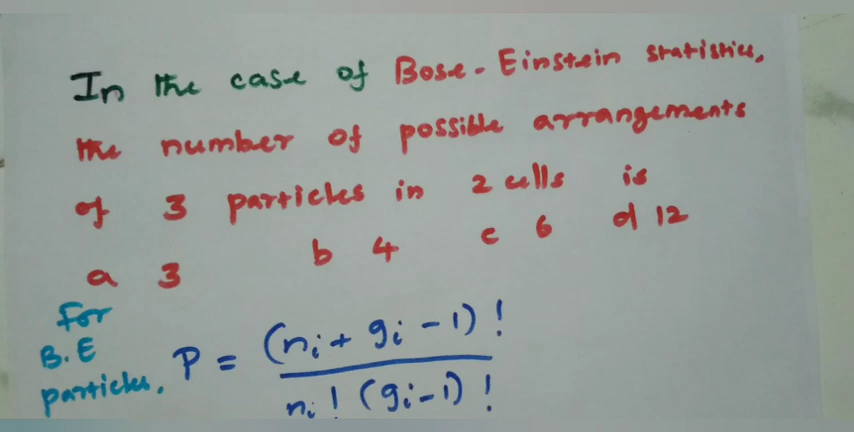 In the case of Bose-Einstein statistics,
the number of possible arrangements
of 3 particles in 2 cells is
a 3 b 4 c 6 d 12
for
B.E
particles, P = (nᵢ + gᵢ - 1)! / nᵢ! (gᵢ-1)!